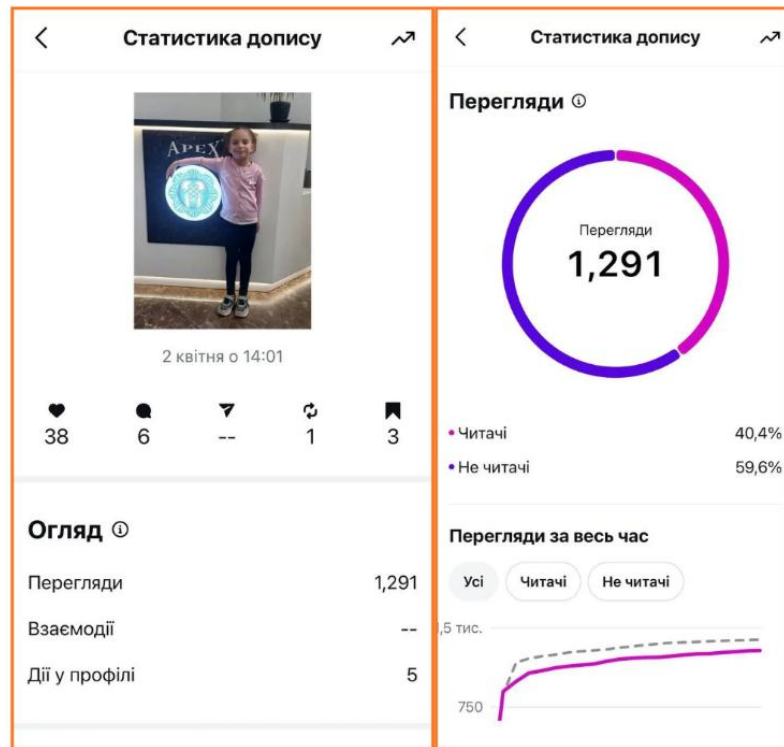 Статистика допису
APEX
2 квітня о 14:01
38 6 -- 1 3
Огляд
Перегляди 1,291
Взаємодії --
Дії у профілі 5
Статистика допису
Перегляди
Перегляди
1,291
Читачі 40,4%
Не читачі 59,6%
Перегляди за весь час
Усі Читачі Не читачі
,5 тис.
750